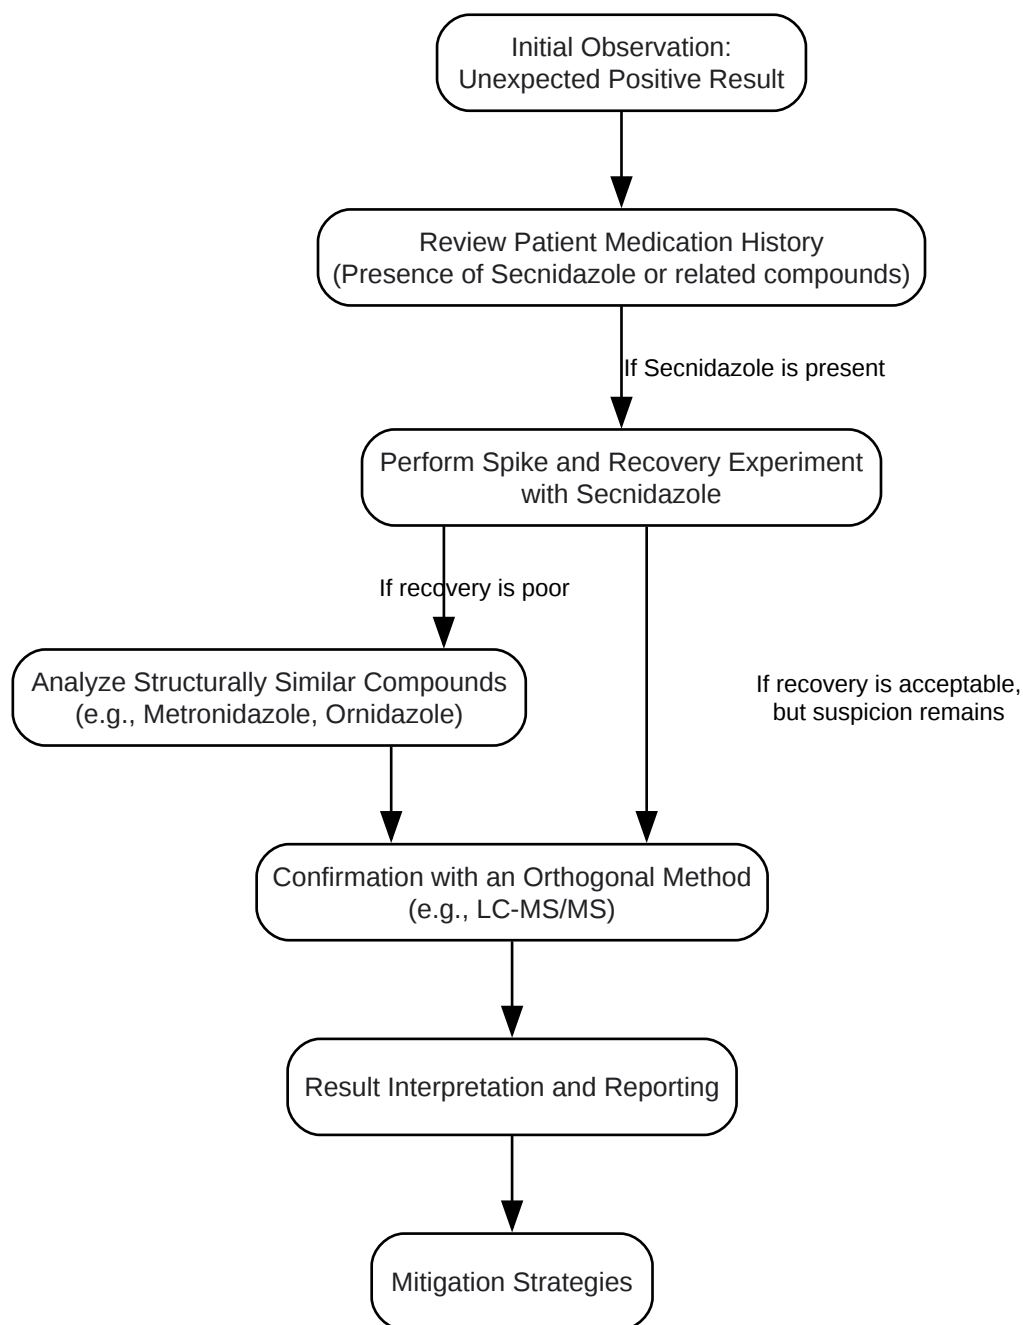 Initial Observation:
Unexpected Positive Result
Review Patient Medication History
(Presence of Secnidazole or related compounds)
If Secnidazole is present
Perform Spike and Recovery Experiment
with Secnidazole
If recovery is poor
Analyze Structurally Similar Compounds
(e.g., Metronidazole, Ornidazole)
If recovery is acceptable,
but suspicion remains
Confirmation with an Orthogonal Method
(e.g., LC-MS/MS)
Result Interpretation and Reporting
Mitigation Strategies